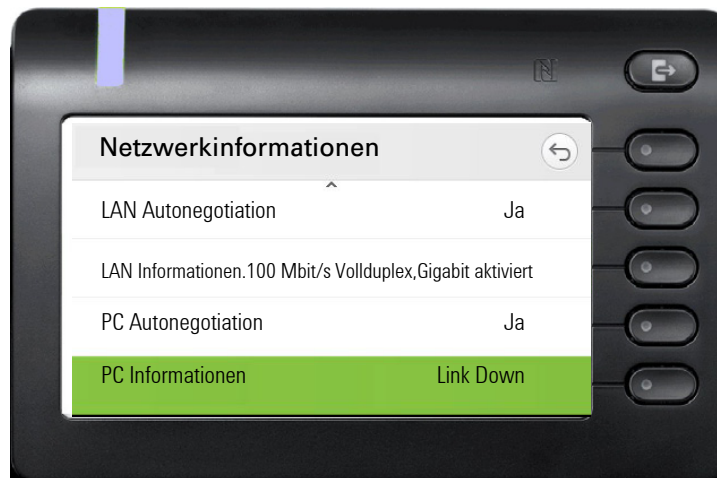 Netzwerkinformationen
LAN Autonegotiation Ja
LAN Informationen.100 Mbit/s Vollduplex,Gigabit aktiviert
PC Autonegotiation Ja
PC Informationen Link Down